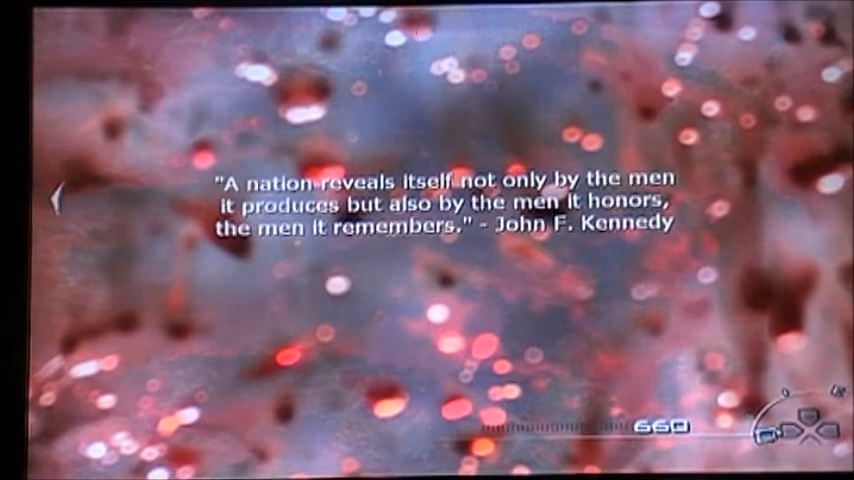 "A nation reveals itself not only by the men
it produces but also by the men it honors,
the men it remembers." - John F. Kennedy
660